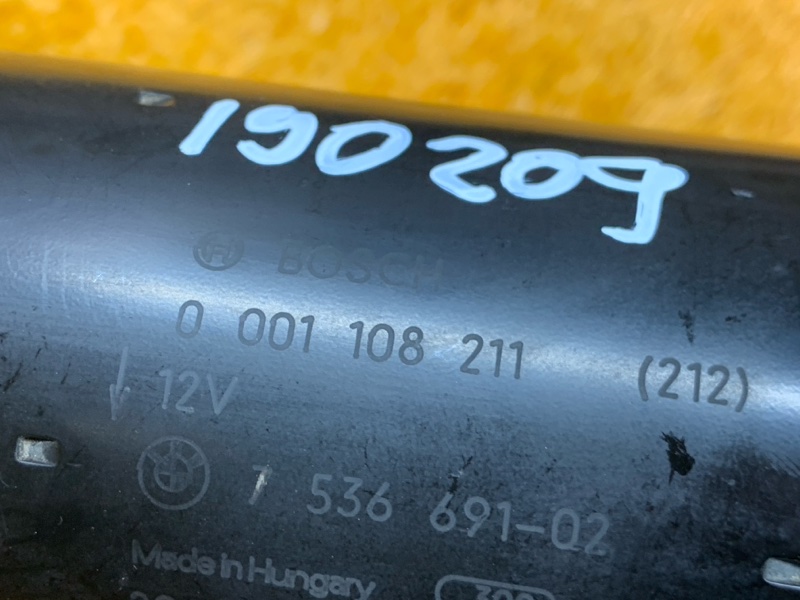 190209
BOSCH
0 001 108 211 (212)
12V
7 536 691-02
Made in Hungary